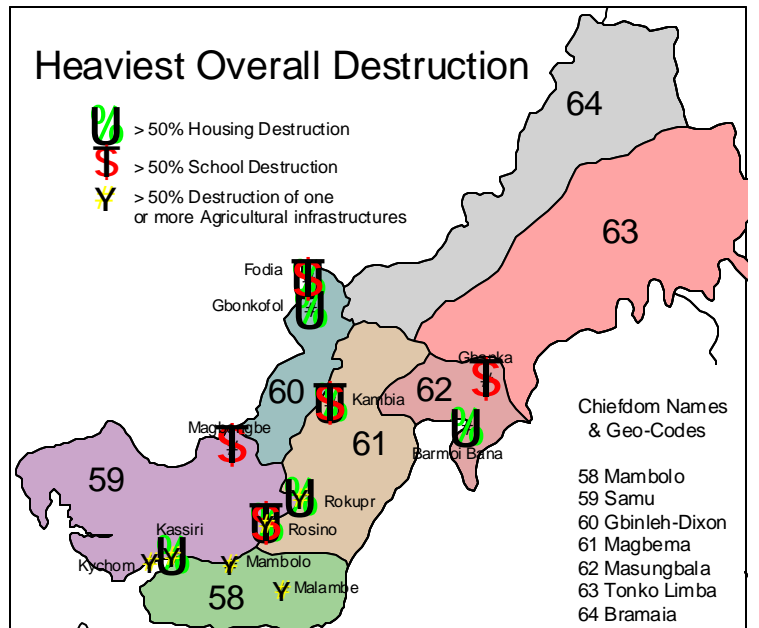 Heaviest Overall Destruction
> 50% Housing Destruction
> 50% School Destruction
> 50% Destruction of one
or more Agricultural infrastructures
64
63
Fodia
Gbonkofol
60
62
Kambia
61
Barmoi Bana
59
Rokupr
Rosino
Kassiri
Kychom
Mambolo
Malambe
58
Chiefdom Names
& Geo-Codes
58 Mambolo
59 Samu
60 Gbinleh-Dixon
61 Magbema
62 Masungbala
63 Tonko Limba
64 Bramaia